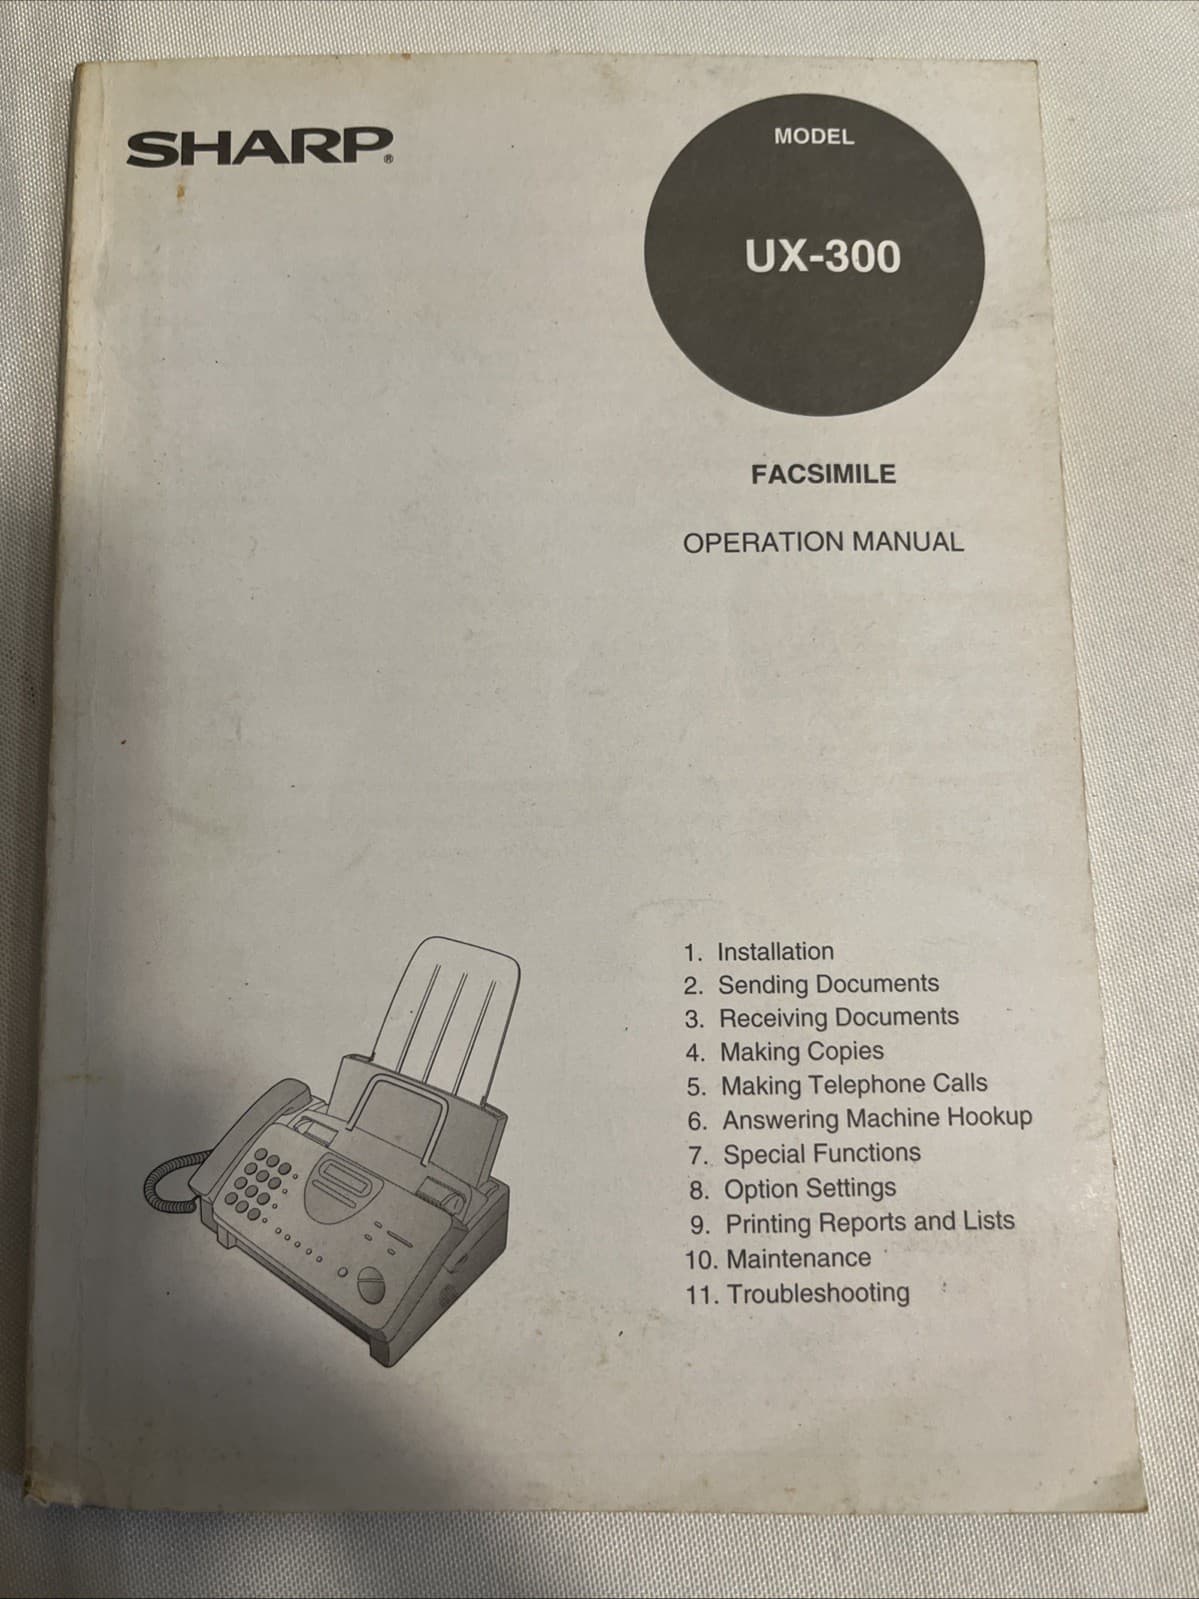 SHARP®
MODEL
UX-300
FACSIMILE
OPERATION MANUAL
1. Installation
2. Sending Documents
3. Receiving Documents
4. Making Copies
5. Making Telephone Calls
6. Answering Machine Hookup
7. Special Functions
8. Option Settings
9. Printing Reports and Lists
10. Maintenance
11. Troubleshooting